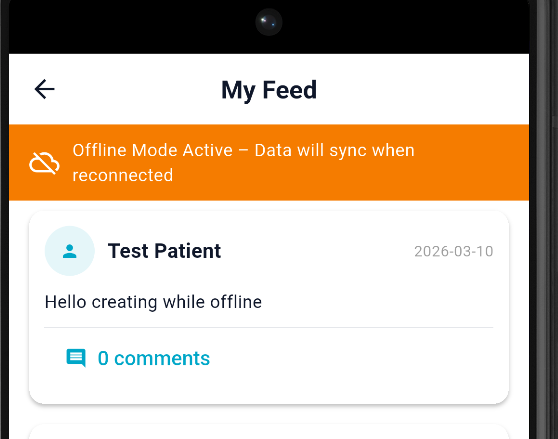 My Feed
Offline Mode Active – Data will sync when
reconnected
Test Patient
2026-03-10
Hello creating while offline
0 comments